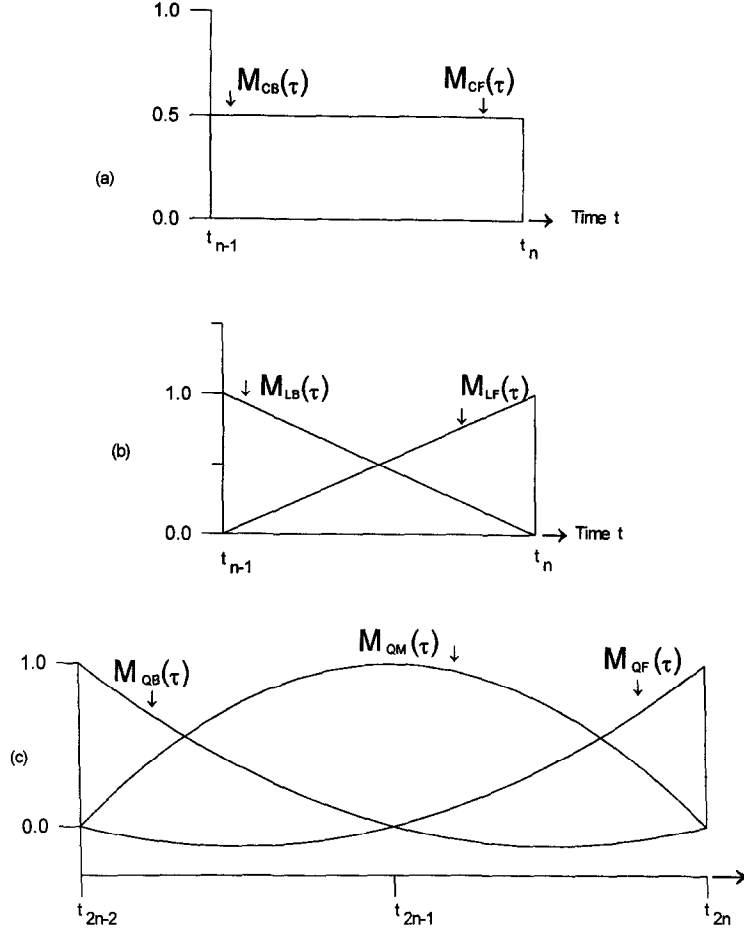 1.0
M_CB(τ) M_CF(τ)
↓ ↓
0.5
(a)
0.0 → Time t
t_n-1 t_n
↓ M_LB(τ) M_LF(τ)
1.0 ↓
(b)
0.0 → Time t
t_n-1 t_n
M_QM(τ) ↓
1.0 M_QB(τ) M_QF(τ)
↓ ↓
(c)
0.0
t_2n-2 t_2n-1 t_2n